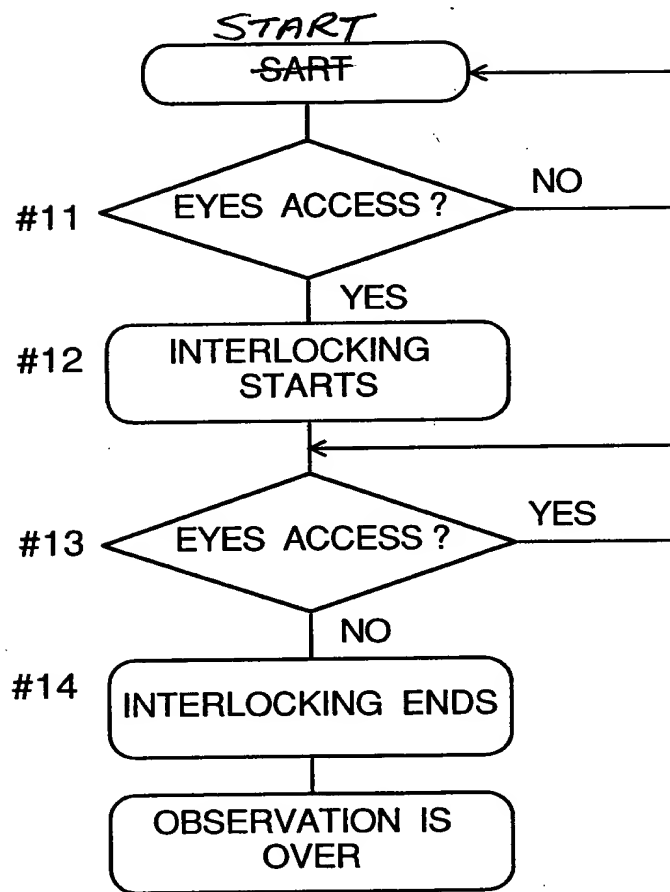 START
SART
#11
EYES ACCESS ?
NO
YES
#12
INTERLOCKING
STARTS
#13
EYES ACCESS ?
YES
NO
#14
INTERLOCKING ENDS
OBSERVATION IS
OVER